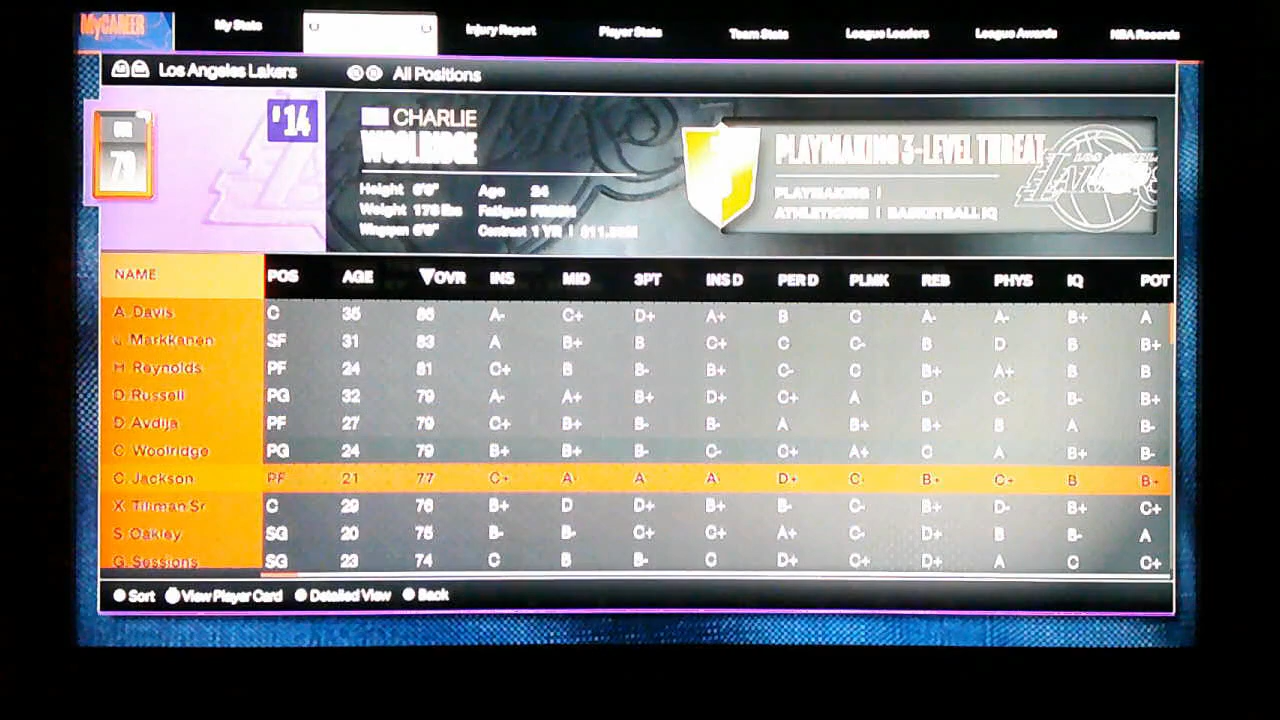 MyCAREER My Stats Injury Report Player Stats Team Stats League Leaders League Awards NBA Records
Los Angeles Lakers All Positions
79
'14
CHARLIE
WOOLRIDGE
Height Age 24
Weight Fatigue FRESH
Wingspan Contract 1 YR |
PLAYMAKING 3-LEVEL THREAT
PLAYMAKING |
ATHLETICISM | BASKETBALL IQ
NAME POS AGE ▼OVR INS MID 3PT INS D PER D PLMK REB PHYS IQ POT
A. Davis C 35 85 A- C+ D+ A+ B C A- A- B+ A
Markkanen SF 31 83 A B+ B C+ C C- B D B B+
Reynolds PF 24 81 C+ B B- B+ C- C B+ A+ B B
D. Russell PG 32 79 A- A+ B+ D+ C+ A D C- B- B+
D. Avdija PF 27 79 C+ B+ B- B- A B+ B+ B A B-
C. Woolridge PG 24 79 B+ B+ B- C- C+ A+ C A B+ B-
C. Jackson PF 21 77 C+ A- A A- D+ C- B+ C+ B B+
X. Tillman Sr. C 29 76 B+ D D+ B+ B- C- B+ D- B+ C+
S. Oakley SG 20 75 B- B- C+ C+ A+ C- D+ B B- A
G. Sessions SG 23 74 C B B- C D+ C+ D+ A C C+
Sort View Player Card Detailed View Back